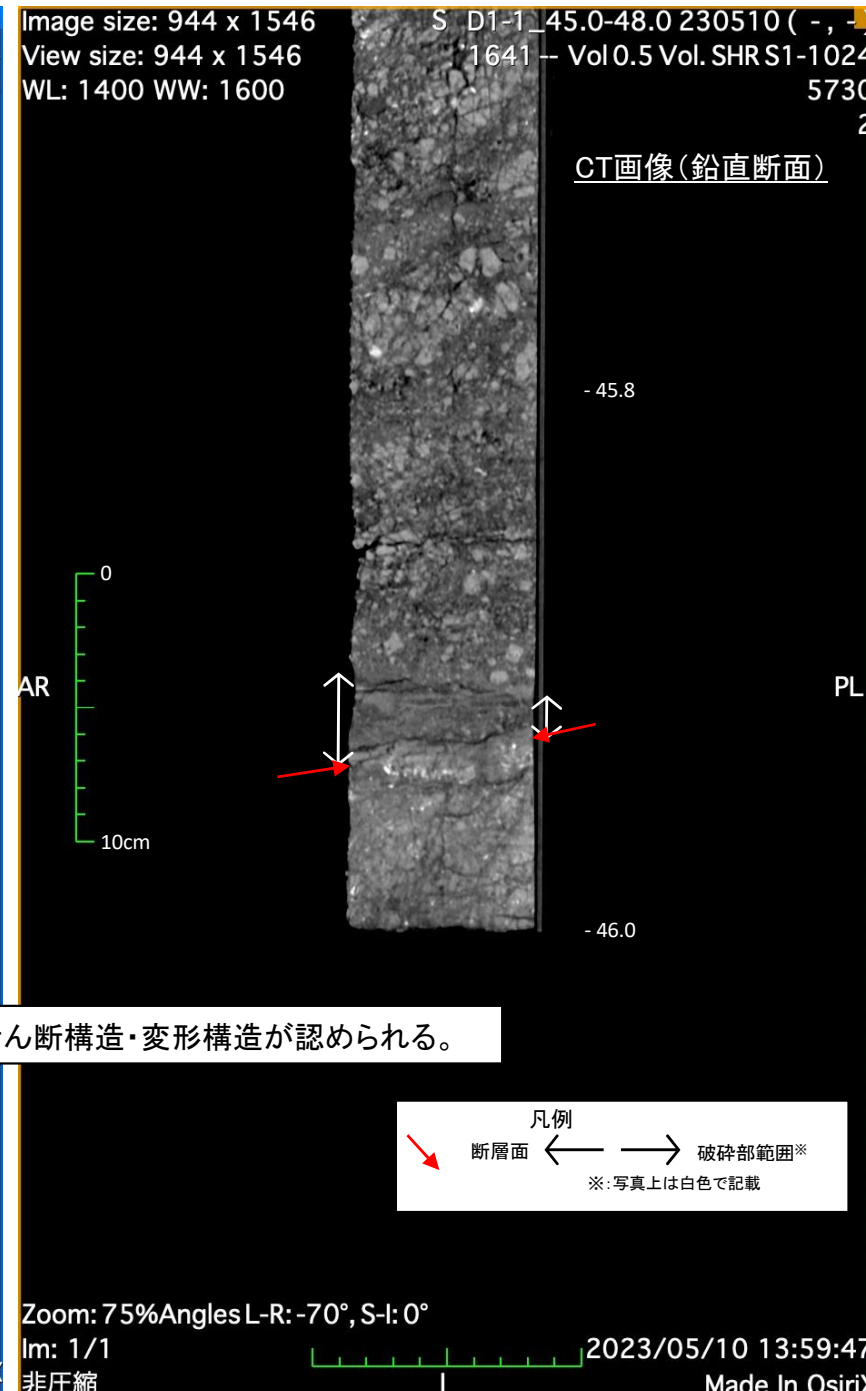 Image size: 944 x 1546
View size: 944 x 1546
WL: 1400 WW: 1600
S D1-1_45.0-48.0 230510 ( -, -
1641 -- Vol 0.5 Vol. SHR S1-1024
5730
2
CT画像(鉛直断面)
- 45.8
0
AR
PL
10cm
- 46.0
ん断構造・変形構造が認められる。
凡例
断層面
破砕部範囲※
※:写真上は白色で記載
Zoom: 75%Angles L-R: -70°, S-I: 0°
Im: 1/1
2023/05/10 13:59:47
非圧縮
Made In Osiri